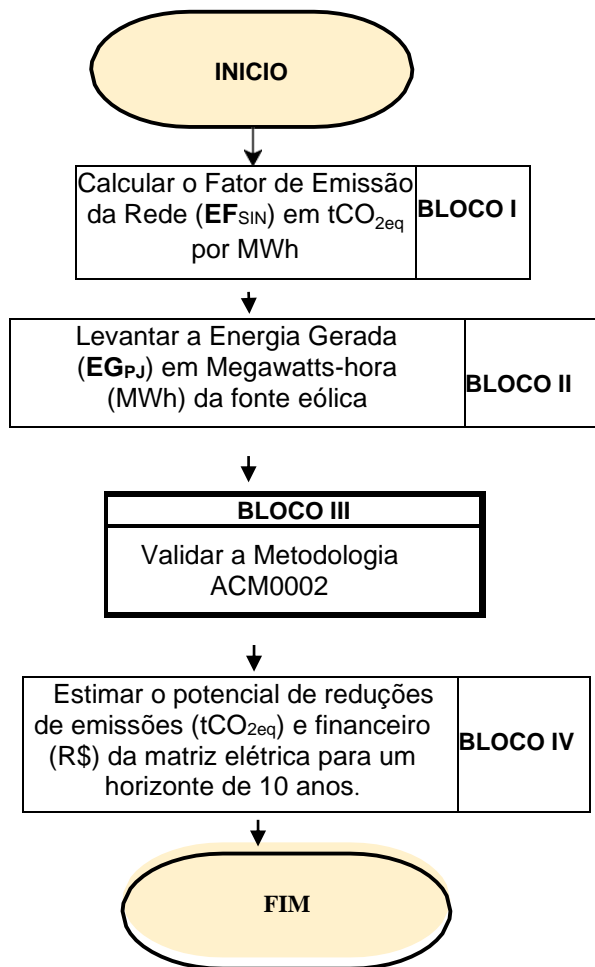 INICIO
Calcular o Fator de Emissão
da Rede (EFSIN) em tCO2eq
por MWh
BLOCO I
Levantar a Energia Gerada
(EGPJ) em Megawatts-hora
(MWh) da fonte eólica
BLOCO II
BLOCO III
Validar a Metodologia
ACM0002
Estimar o potencial de reduções
de emissões (tCO2eq) e financeiro
(R$) da matriz elétrica para um
horizonte de 10 anos.
BLOCO IV
FIM